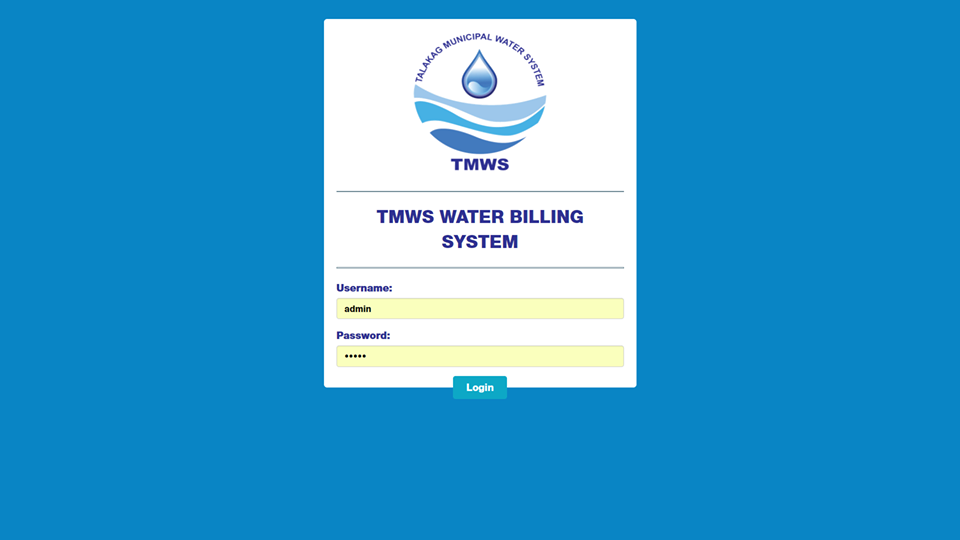 TALAKAG MUNICIPAL WATER SYSTEM
TMWS
TMWS WATER BILLING
SYSTEM
Username:
admin
Password:
•••••
Login